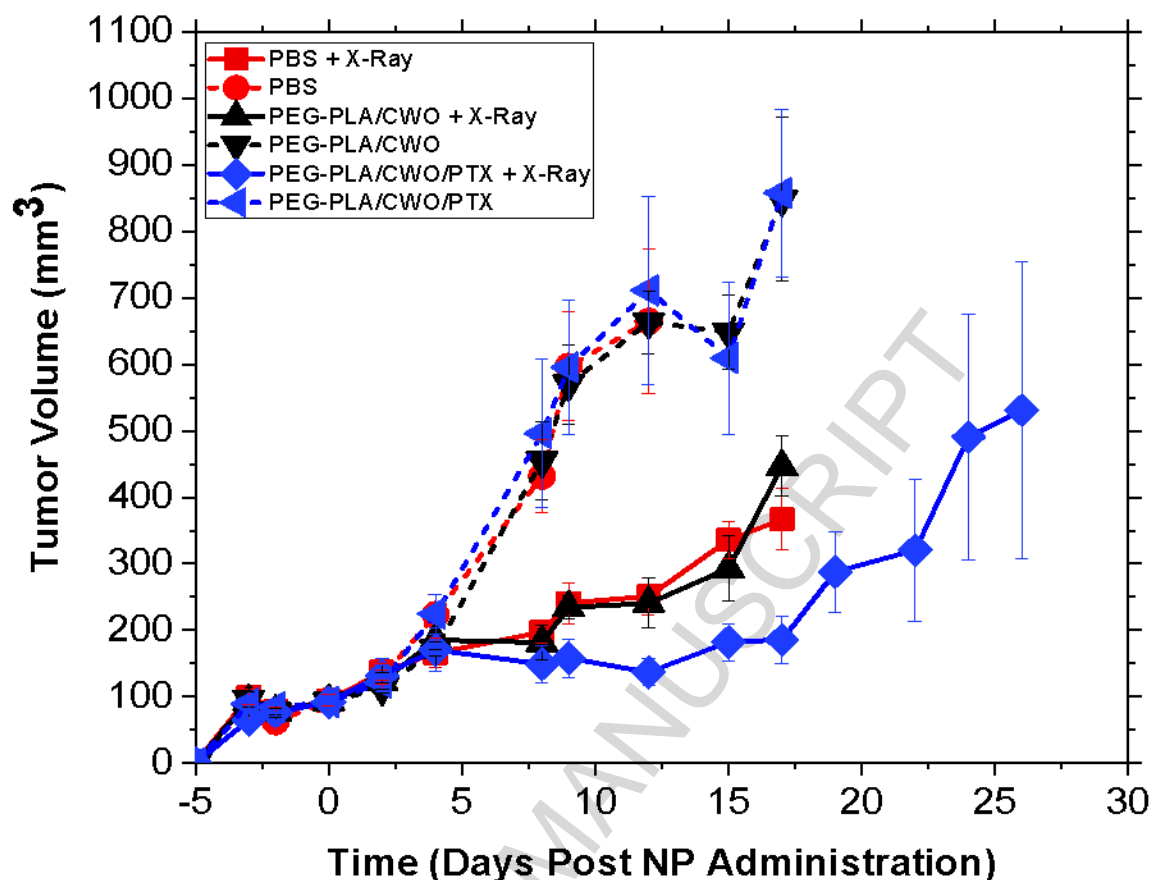 1100
1000
900
800
700
600
500
400
300
200
100
0
Tumor Volume (mm³)
PBS + X-Ray
PBS
PEG-PLA/CWO + X-Ray
PEG-PLA/CWO
PEG-PLA/CWO/PTX + X-Ray
PEG-PLA/CWO/PTX
MANUSCRIPT
-5 0 5 10 15 20 25 30
Time (Days Post NP Administration)